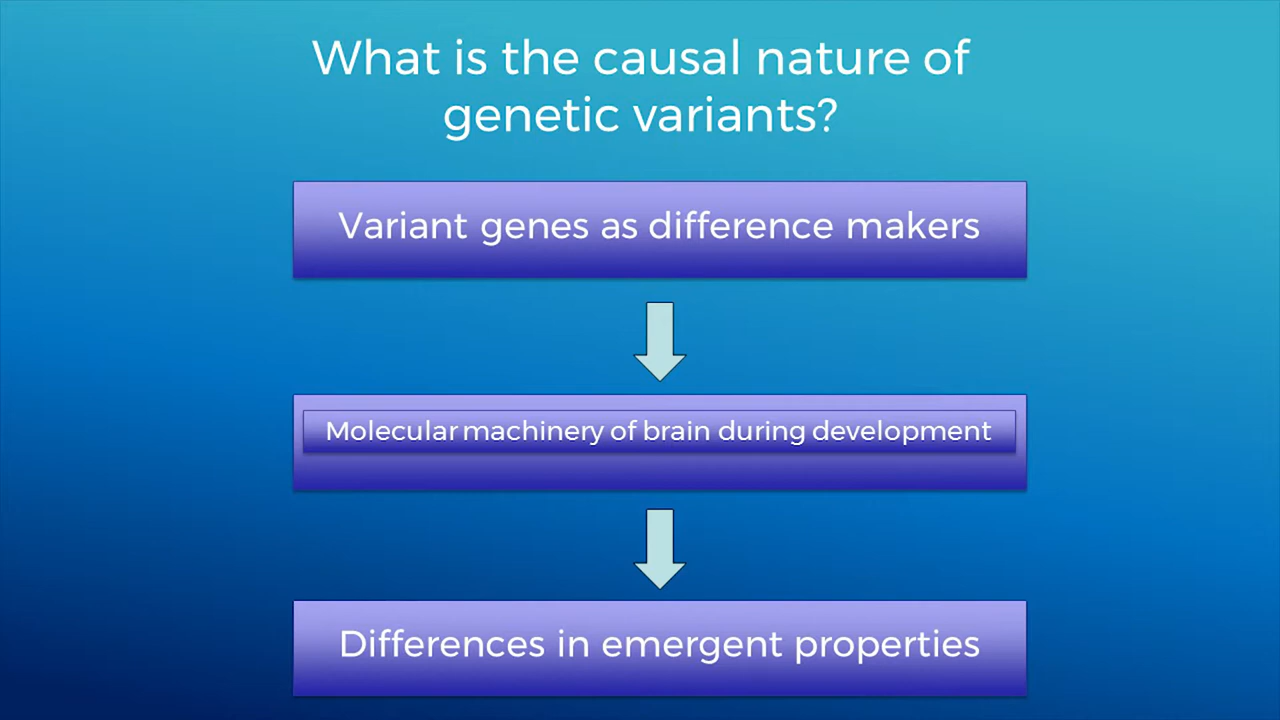 What is the causal nature of
genetic variants?
Variant genes as difference makers
Molecular machinery of brain during development
Differences in emergent properties